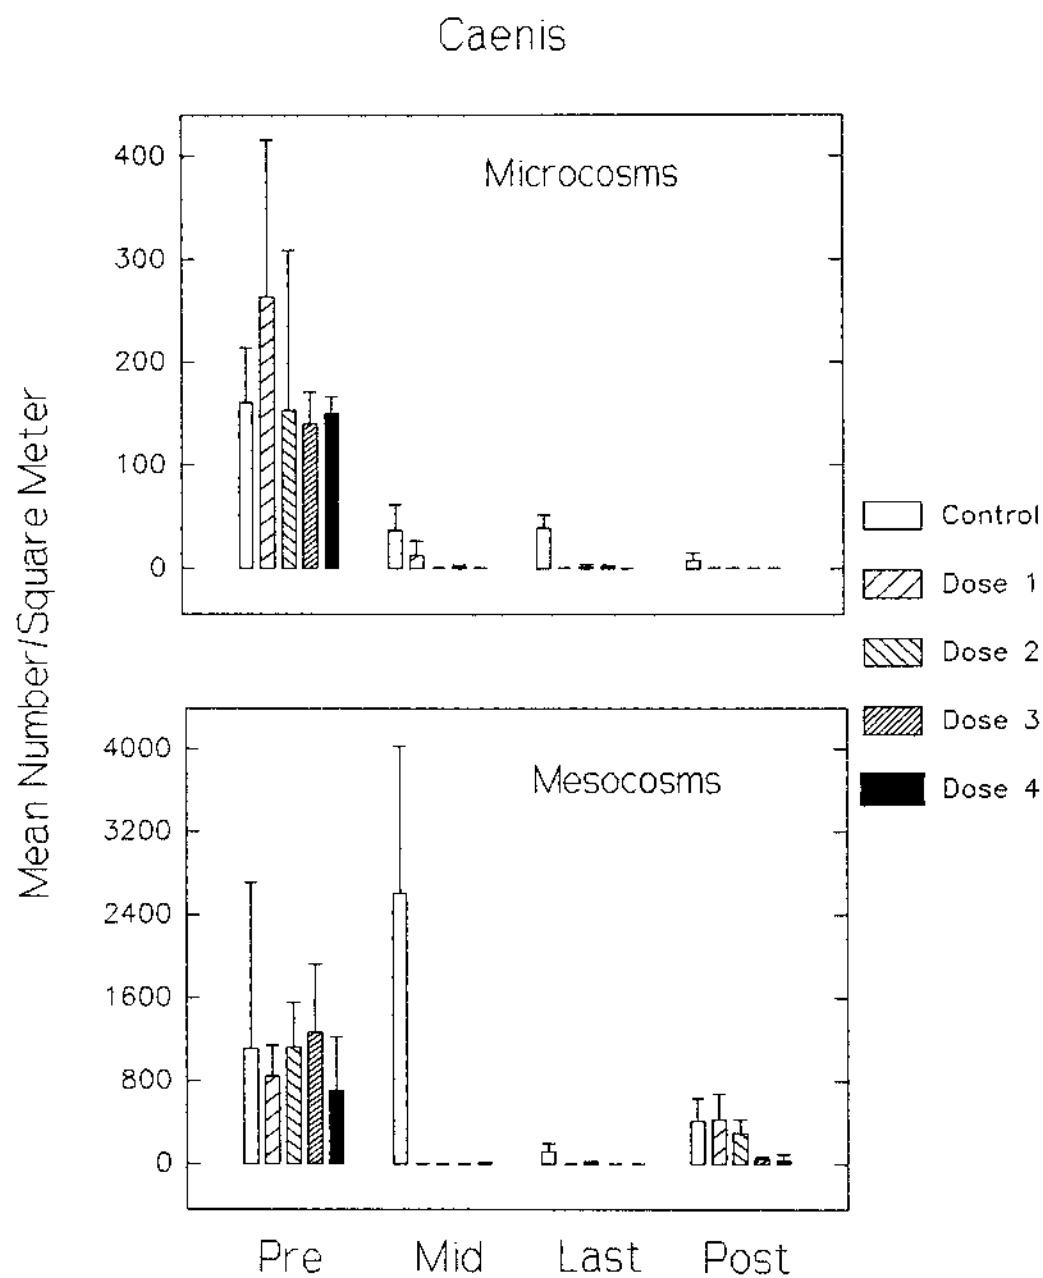 Caenis
Microcosms
400
300
200
100
0
Mean Number/Square Meter
Control
Dose 1
Dose 2
Dose 3
Dose 4
Mesocosms
4000
3200
2400
1600
800
0
Pre Mid Last Post